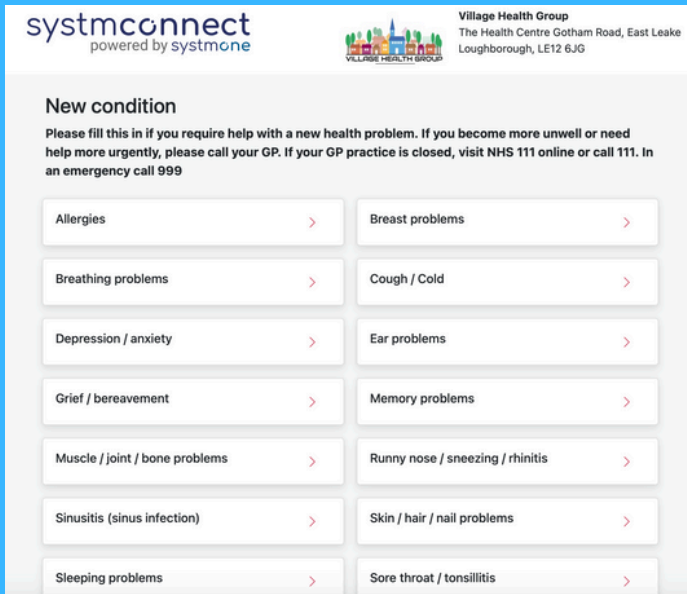 systmconnect
powered by systmone
VILLAGE HEALTH GROUP
Village Health Group
The Health Centre Gotham Road, East Leake
Loughborough, LE12 6JG
New condition
Please fill this in if you require help with a new health problem. If you become more unwell or need
help more urgently, please call your GP. If your GP practice is closed, visit NHS 111 online or call 111. In
an emergency call 999
Allergies
Breast problems
Breathing problems
Cough / Cold
Depression / anxiety
Ear problems
Grief / bereavement
Memory problems
Muscle / joint / bone problems
Runny nose / sneezing / rhinitis
Sinusitis (sinus infection)
Skin / hair / nail problems
Sleeping problems
Sore throat / tonsillitis